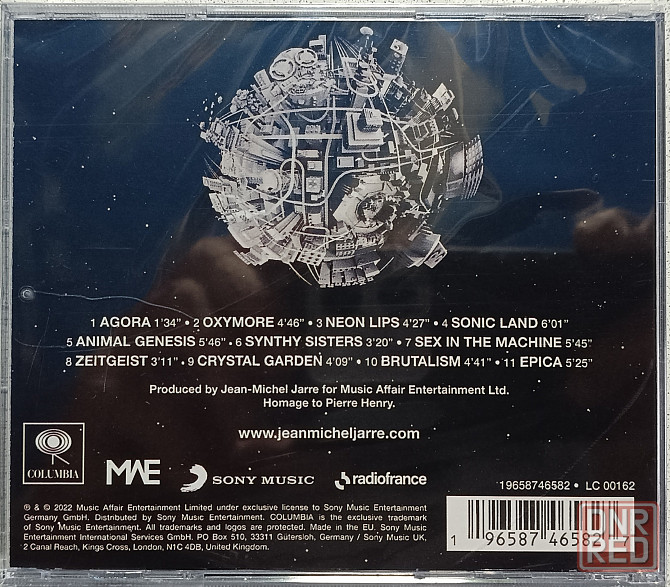 1 AGORA 1'34" • 2 OXYMORE 4'46" • 3 NEON LIPS 4'27" • 4 SONIC LAND 6'01"
5 ANIMAL GENESIS 5'46" • 6 SYNTHY SISTERS 3'20" • 7 SEX IN THE MACHINE 5'45"
8 ZEITGEIST 3'11" • 9 CRYSTAL GARDEN 4'09" • 10 BRUTALISM 4'41" • 11 EPICA 5'25"
Produced by Jean-Michel Jarre for Music Affair Entertainment Ltd.
Homage to Pierre Henry.
www.jeanmicheljarre.com
COLUMBIA
MAE
SONY MUSIC
radiofrance
19658746582 • LC 00162
℗ & © 2022 Music Affair Entertainment Limited under exclusive license to Sony Music Entertainment
Germany GmbH. Distributed by Sony Music Entertainment. COLUMBIA is the exclusive trademark
of Sony Music Entertainment. All trademarks and logos are protected. Made in the EU. Sony Music
Entertainment International Services GmbH. PO Box 510, 33311 Gütersloh, Germany / Sony Music UK,
2 Canal Reach, Kings Cross, London, N1C 4DB, United Kingdom.
1 96587 46582 7
DNR
RED